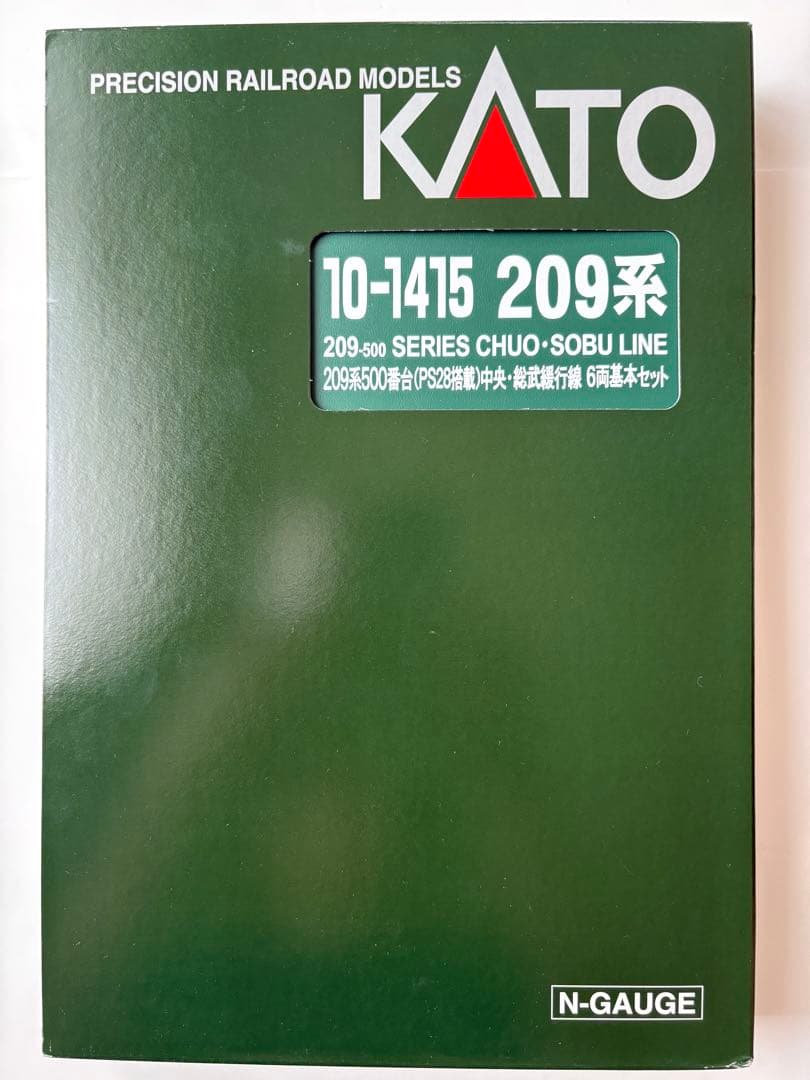 PRECISION RAILROAD MODELS
KATO
10-1415 209系
209-500 SERIES CHUO・SOBU LINE
209系500番台(PS28搭載)中央・総武緩行線 6両基本セット
N-GAUGE